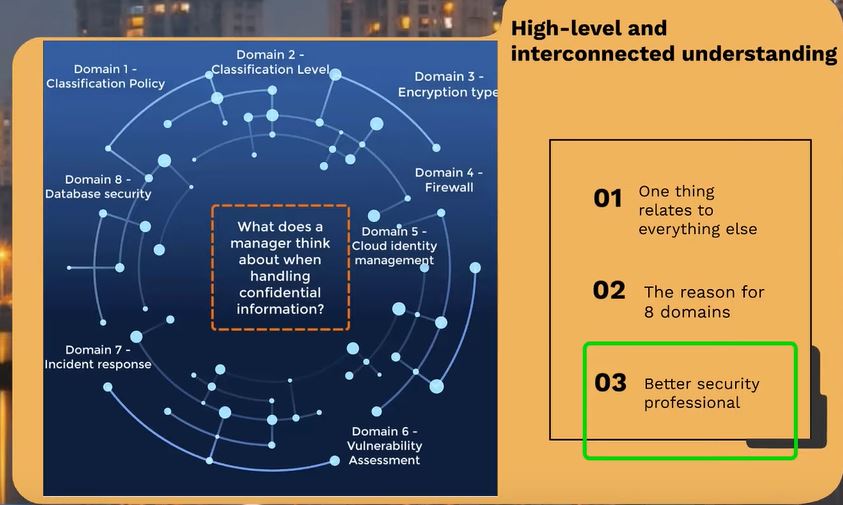 High-level and
interconnected understanding
Domain 1 -
Classification Policy
Domain 2 -
Classification Level
Domain 3 -
Encryption type
Domain 4 -
Firewall
Domain 5 -
Cloud identity
management
Domain 6 -
Vulnerability
Assessment
Domain 7 -
Incident response
Domain 8 -
Database security
What does a
manager think
about when
handling
confidential
information?
01
One thing
relates to
everything else
02
The reason for
8 domains
03
Better security
professional